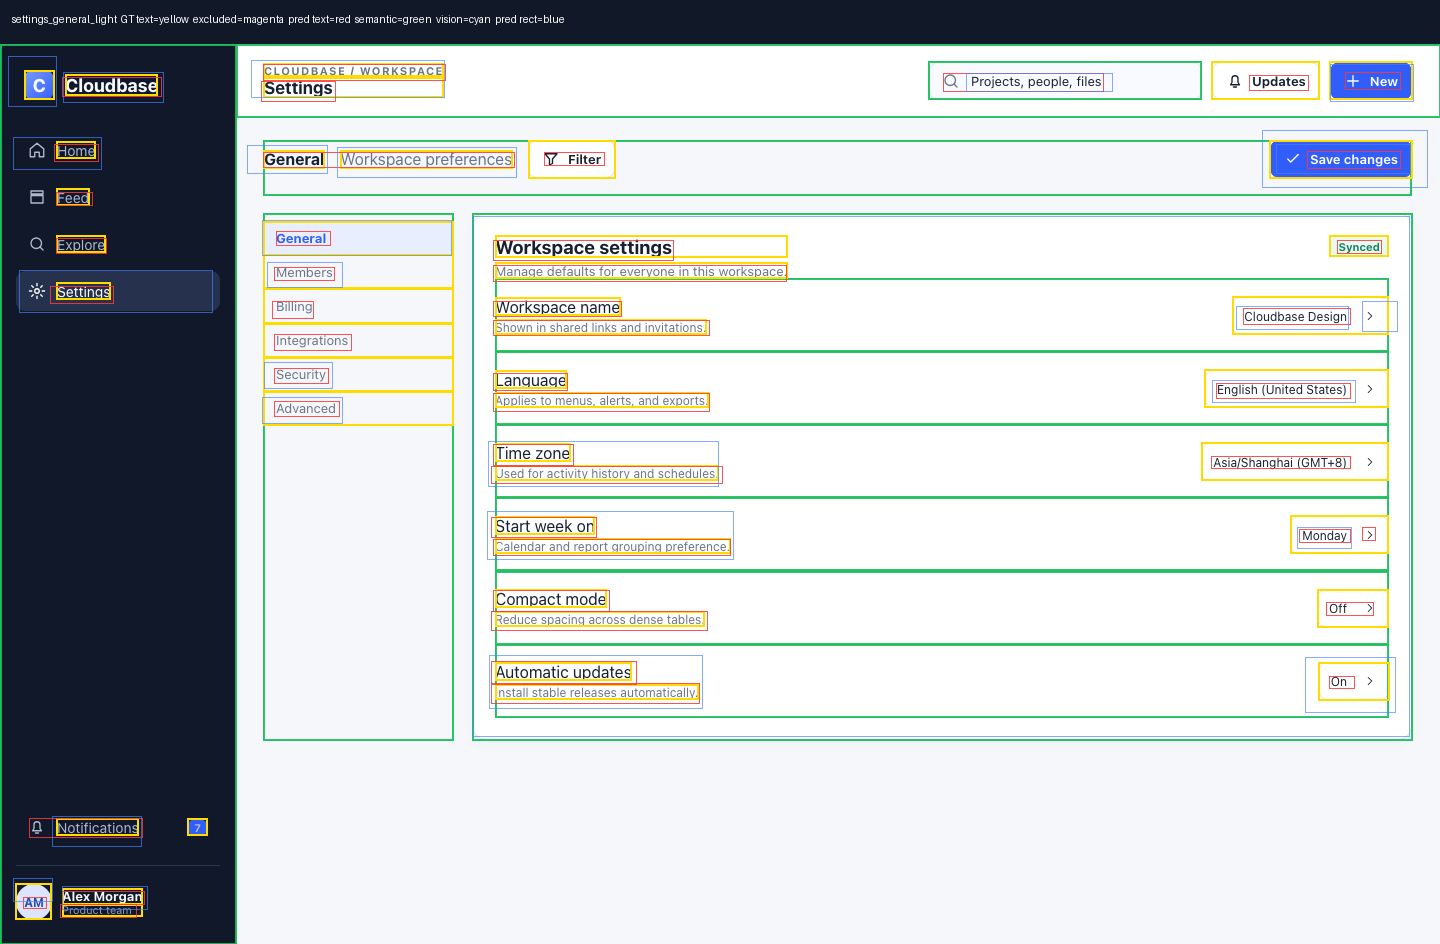 settings_general_light GT text=yellow excluded=magenta pred text=red semantic=green vision=cyan pred rect=blue
C Cloudbase
Home
Feed
Explore
Settings
Notifications 7
AM
Alex Morgan
Product team
CLOUDBASE / WORKSPACE
Settings
Projects, people, files
Updates
New
General Workspace preferences
Filter
Save changes
General
Members
Billing
Integrations
Security
Advanced
Workspace settings
Synced
Manage defaults for everyone in this workspace.
Workspace name
Shown in shared links and invitations.
Cloudbase Design
Language
Applies to menus, alerts, and exports.
English (United States)
Time zone
Used for activity history and schedules.
Asia/Shanghai (GMT+8)
Start week on
Calendar and report grouping preference.
Monday
Compact mode
Reduce spacing across dense tables.
Off
Automatic updates
Install stable releases automatically.
On